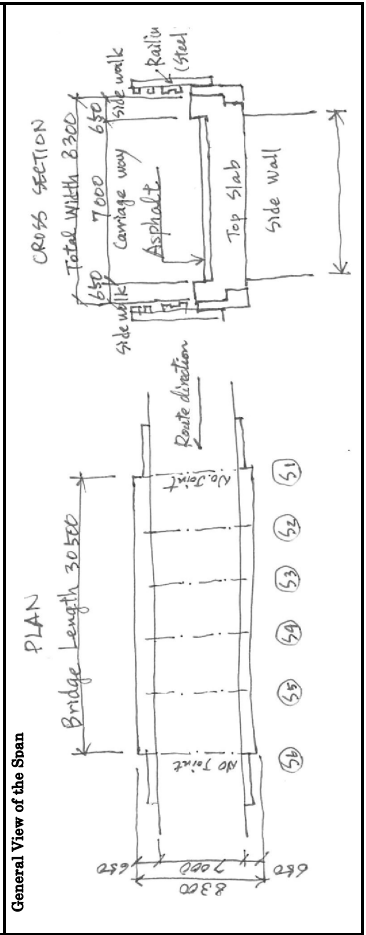 General View of the Span
PLAN
Bridge Length 30500
No Joint
No. Joint
Route direction
650
7000
650
8300
S6
S5
S4
S3
S2
S1
CROSS SECTION
Total Width 8300
650
7000
650
Side walk
Carriage way
Side walk
Asphalt
Railin
(Steel
Top Slab
Side Wall